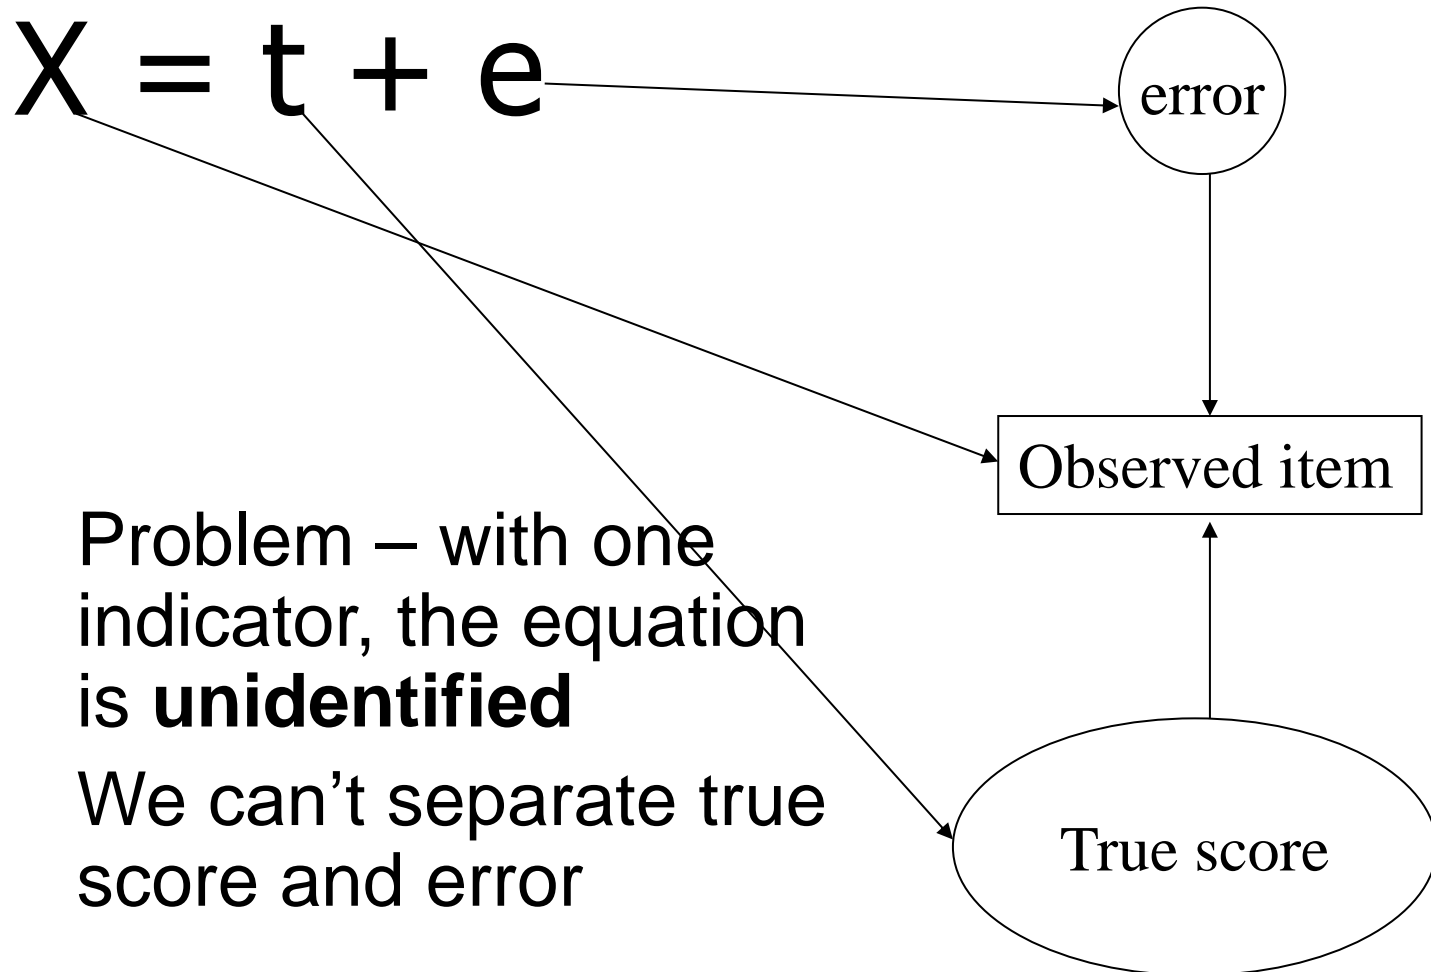 X = t + e
error
Observed item
Problem – with one
indicator, the equation
is unidentified
We can’t separate true
score and error
True score